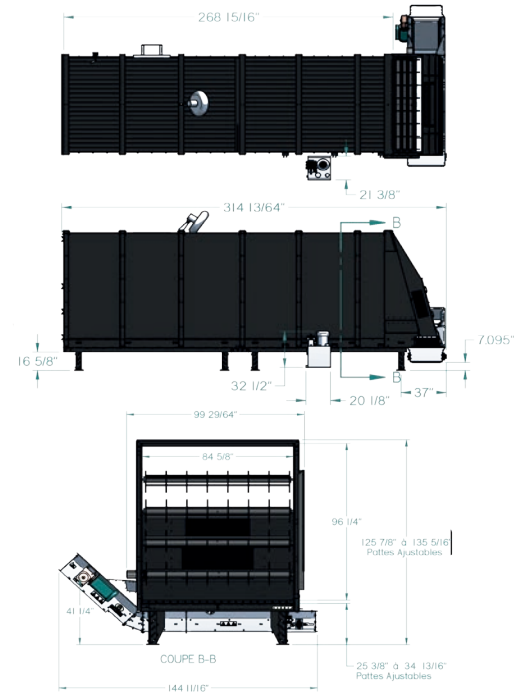 268 15/16"
21 3/8"
314 13/64"
B
7.095"
16 5/8"
32 1/2"
B
37"
20 1/8"
99 29/64"
84 5/8"
96 1/4"
125 7/8" à 135 5/16"
Pattes Ajustables
41 1/4"
COUPE B-B
25 3/8" à 34 13/16"
Pattes Ajustables
144 11/16"